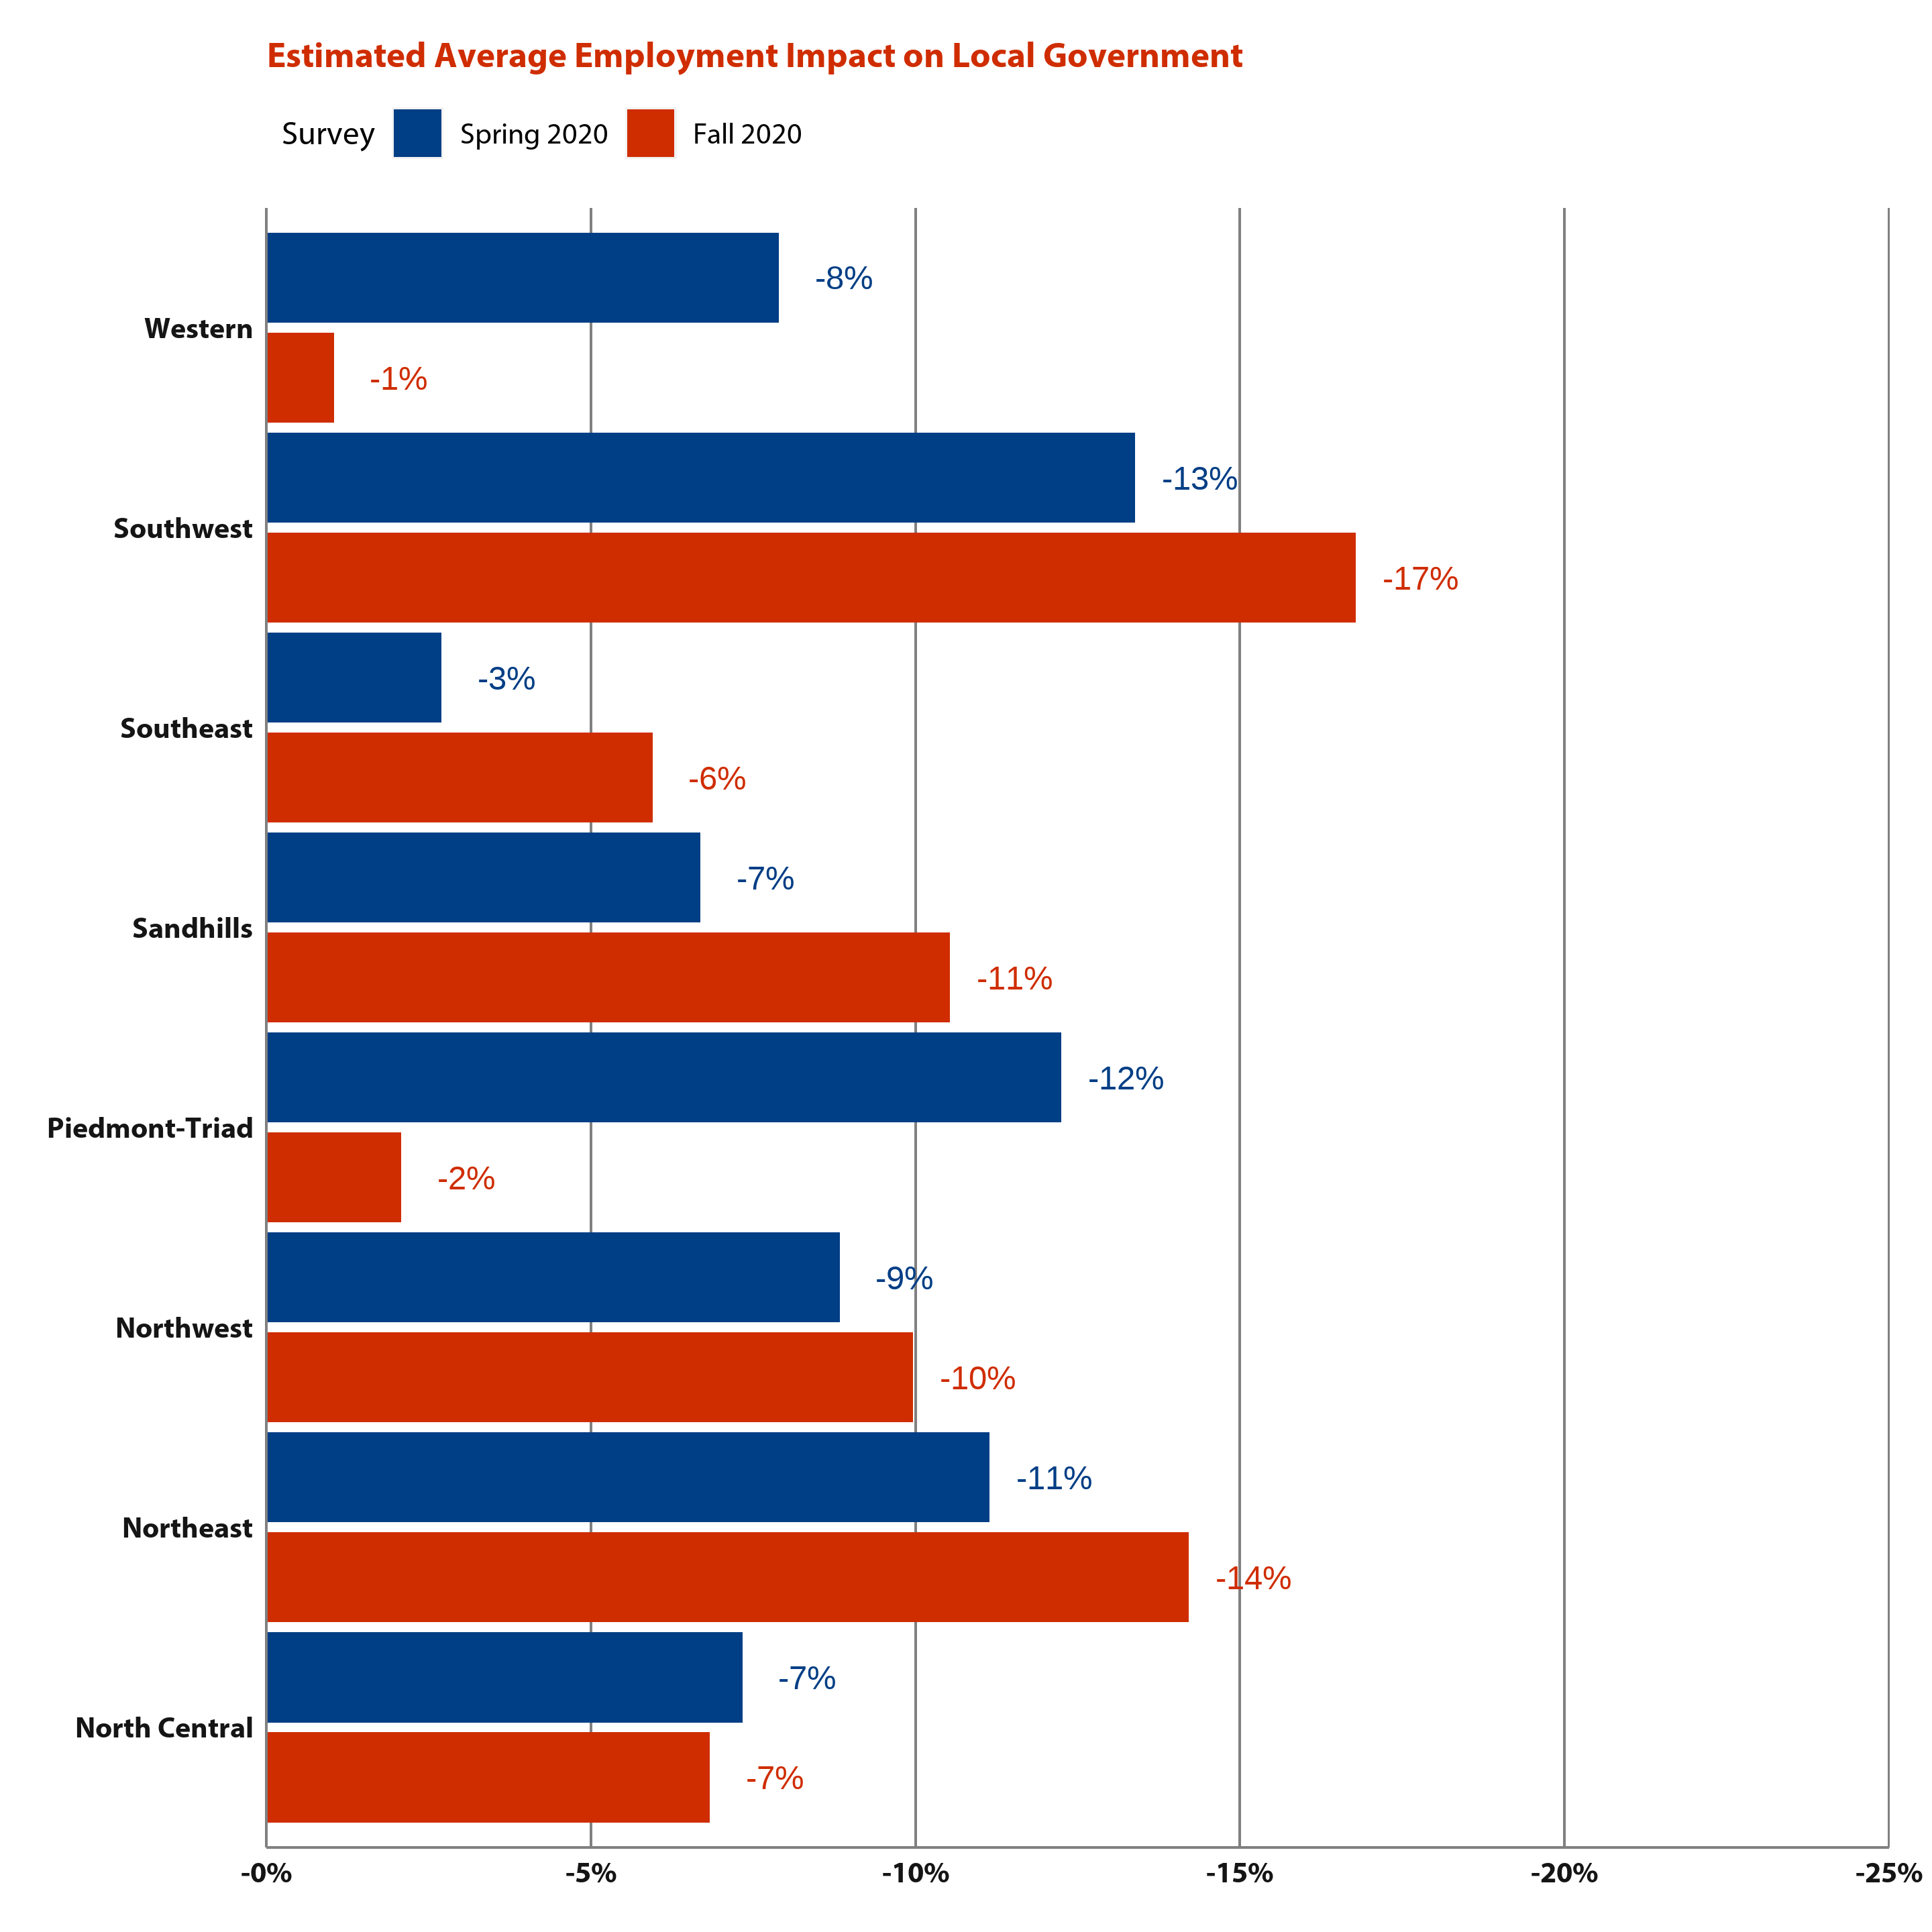 Estimated Average Employment Impact on Local Government
Survey Spring 2020 Fall 2020
-8%
Western
-1%
-13%
Southwest
-17%
-3%
Southeast
-6%
-7%
Sandhills
-11%
-12%
Piedmont-Triad
-2%
-9%
Northwest
-10%
-11%
Northeast
-14%
-7%
North Central
-7%
-0% -5% -10% -15% -20% -25%